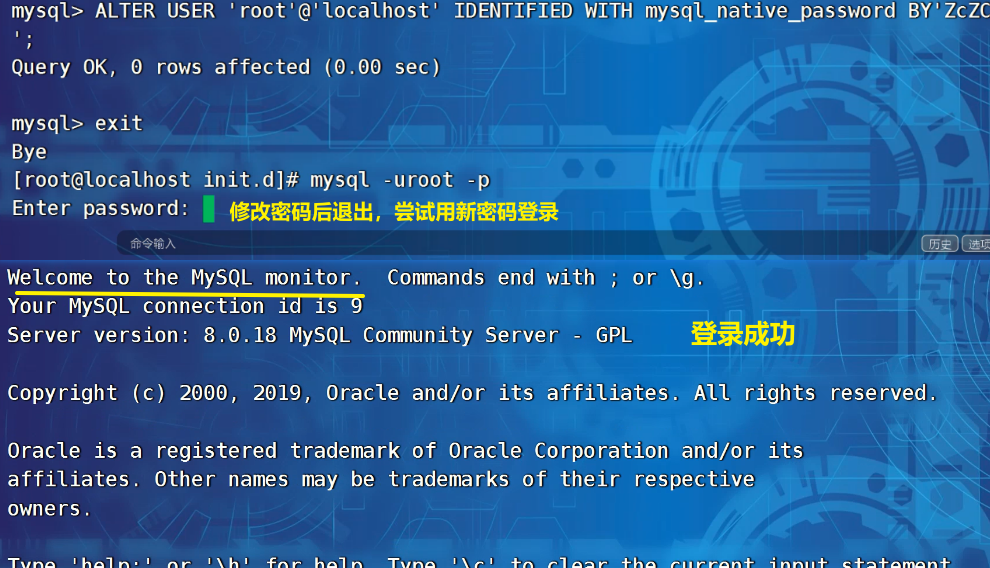 mysql> ALTER USER 'root'@'localhost' IDENTIFIED WITH mysql_native_password BY'ZcZC
';
Query OK, 0 rows affected (0.00 sec)
mysql> exit
Bye
[root@localhost init.d]# mysql -uroot -p
Enter password: 修改密码后退出，尝试用新密码登录
命令输入 历史 选项
Welcome to the MySQL monitor.  Commands end with ; or \g.
Your MySQL connection id is 9
Server version: 8.0.18 MySQL Community Server - GPL 登录成功
Copyright (c) 2000, 2019, Oracle and/or its affiliates. All rights reserved.
Oracle is a registered trademark of Oracle Corporation and/or its
affiliates. Other names may be trademarks of their respective
owners.
Type 'help;' or '\h' for help. Type '\c' to clear the current input statement